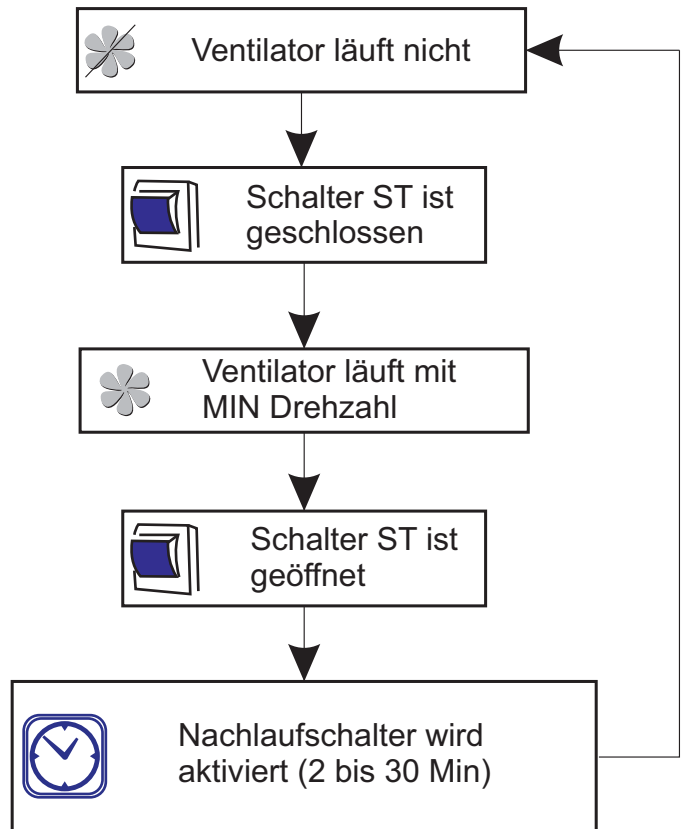 Ventilator läuft nicht
Schalter ST ist
geschlossen
Ventilator läuft mit
MIN Drehzahl
Schalter ST ist
geöffnet
Nachlaufschalter wird
aktiviert (2 bis 30 Min)